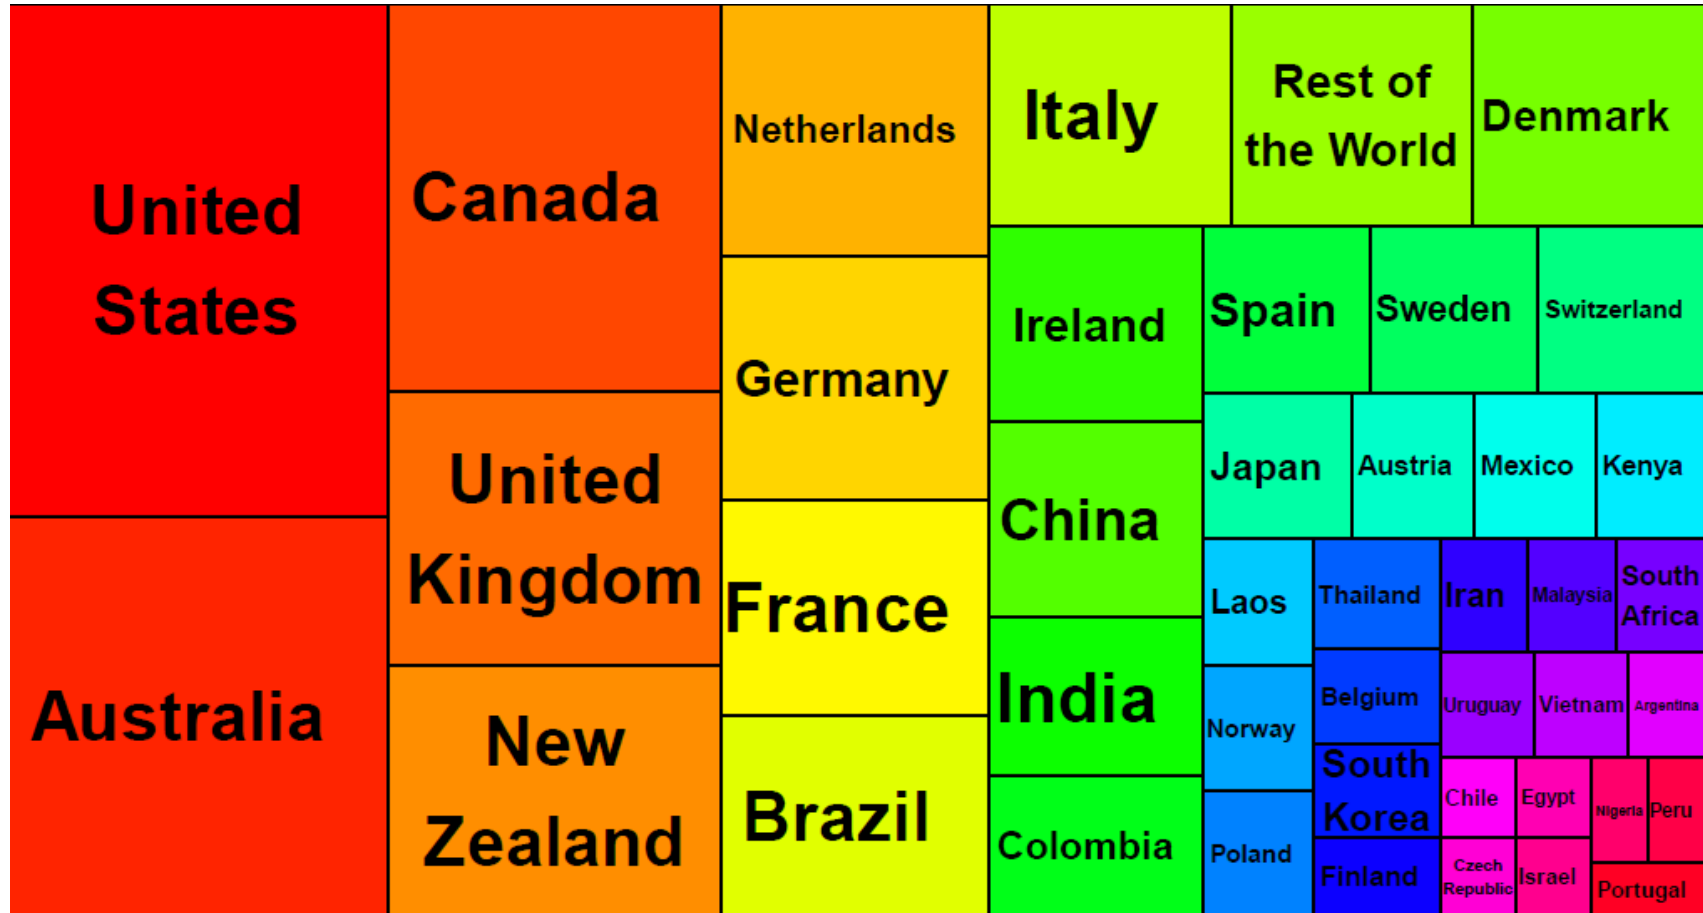 United
States
Australia
Canada
United
Kingdom
New
Zealand
Netherlands
Germany
France
Brazil
Italy
Rest of
the World
Denmark
Ireland
China
India
Colombia
Spain
Sweden
Switzerland
Japan
Austria
Mexico
Kenya
Laos
Norway
Poland
Thailand
Belgium
South
Korea
Finland
Iran
Malaysia
South
Africa
Uruguay
Vietnam
Argentina
Chile
Egypt
Czech
Republic
Israel
Nigeria
Peru
Portugal